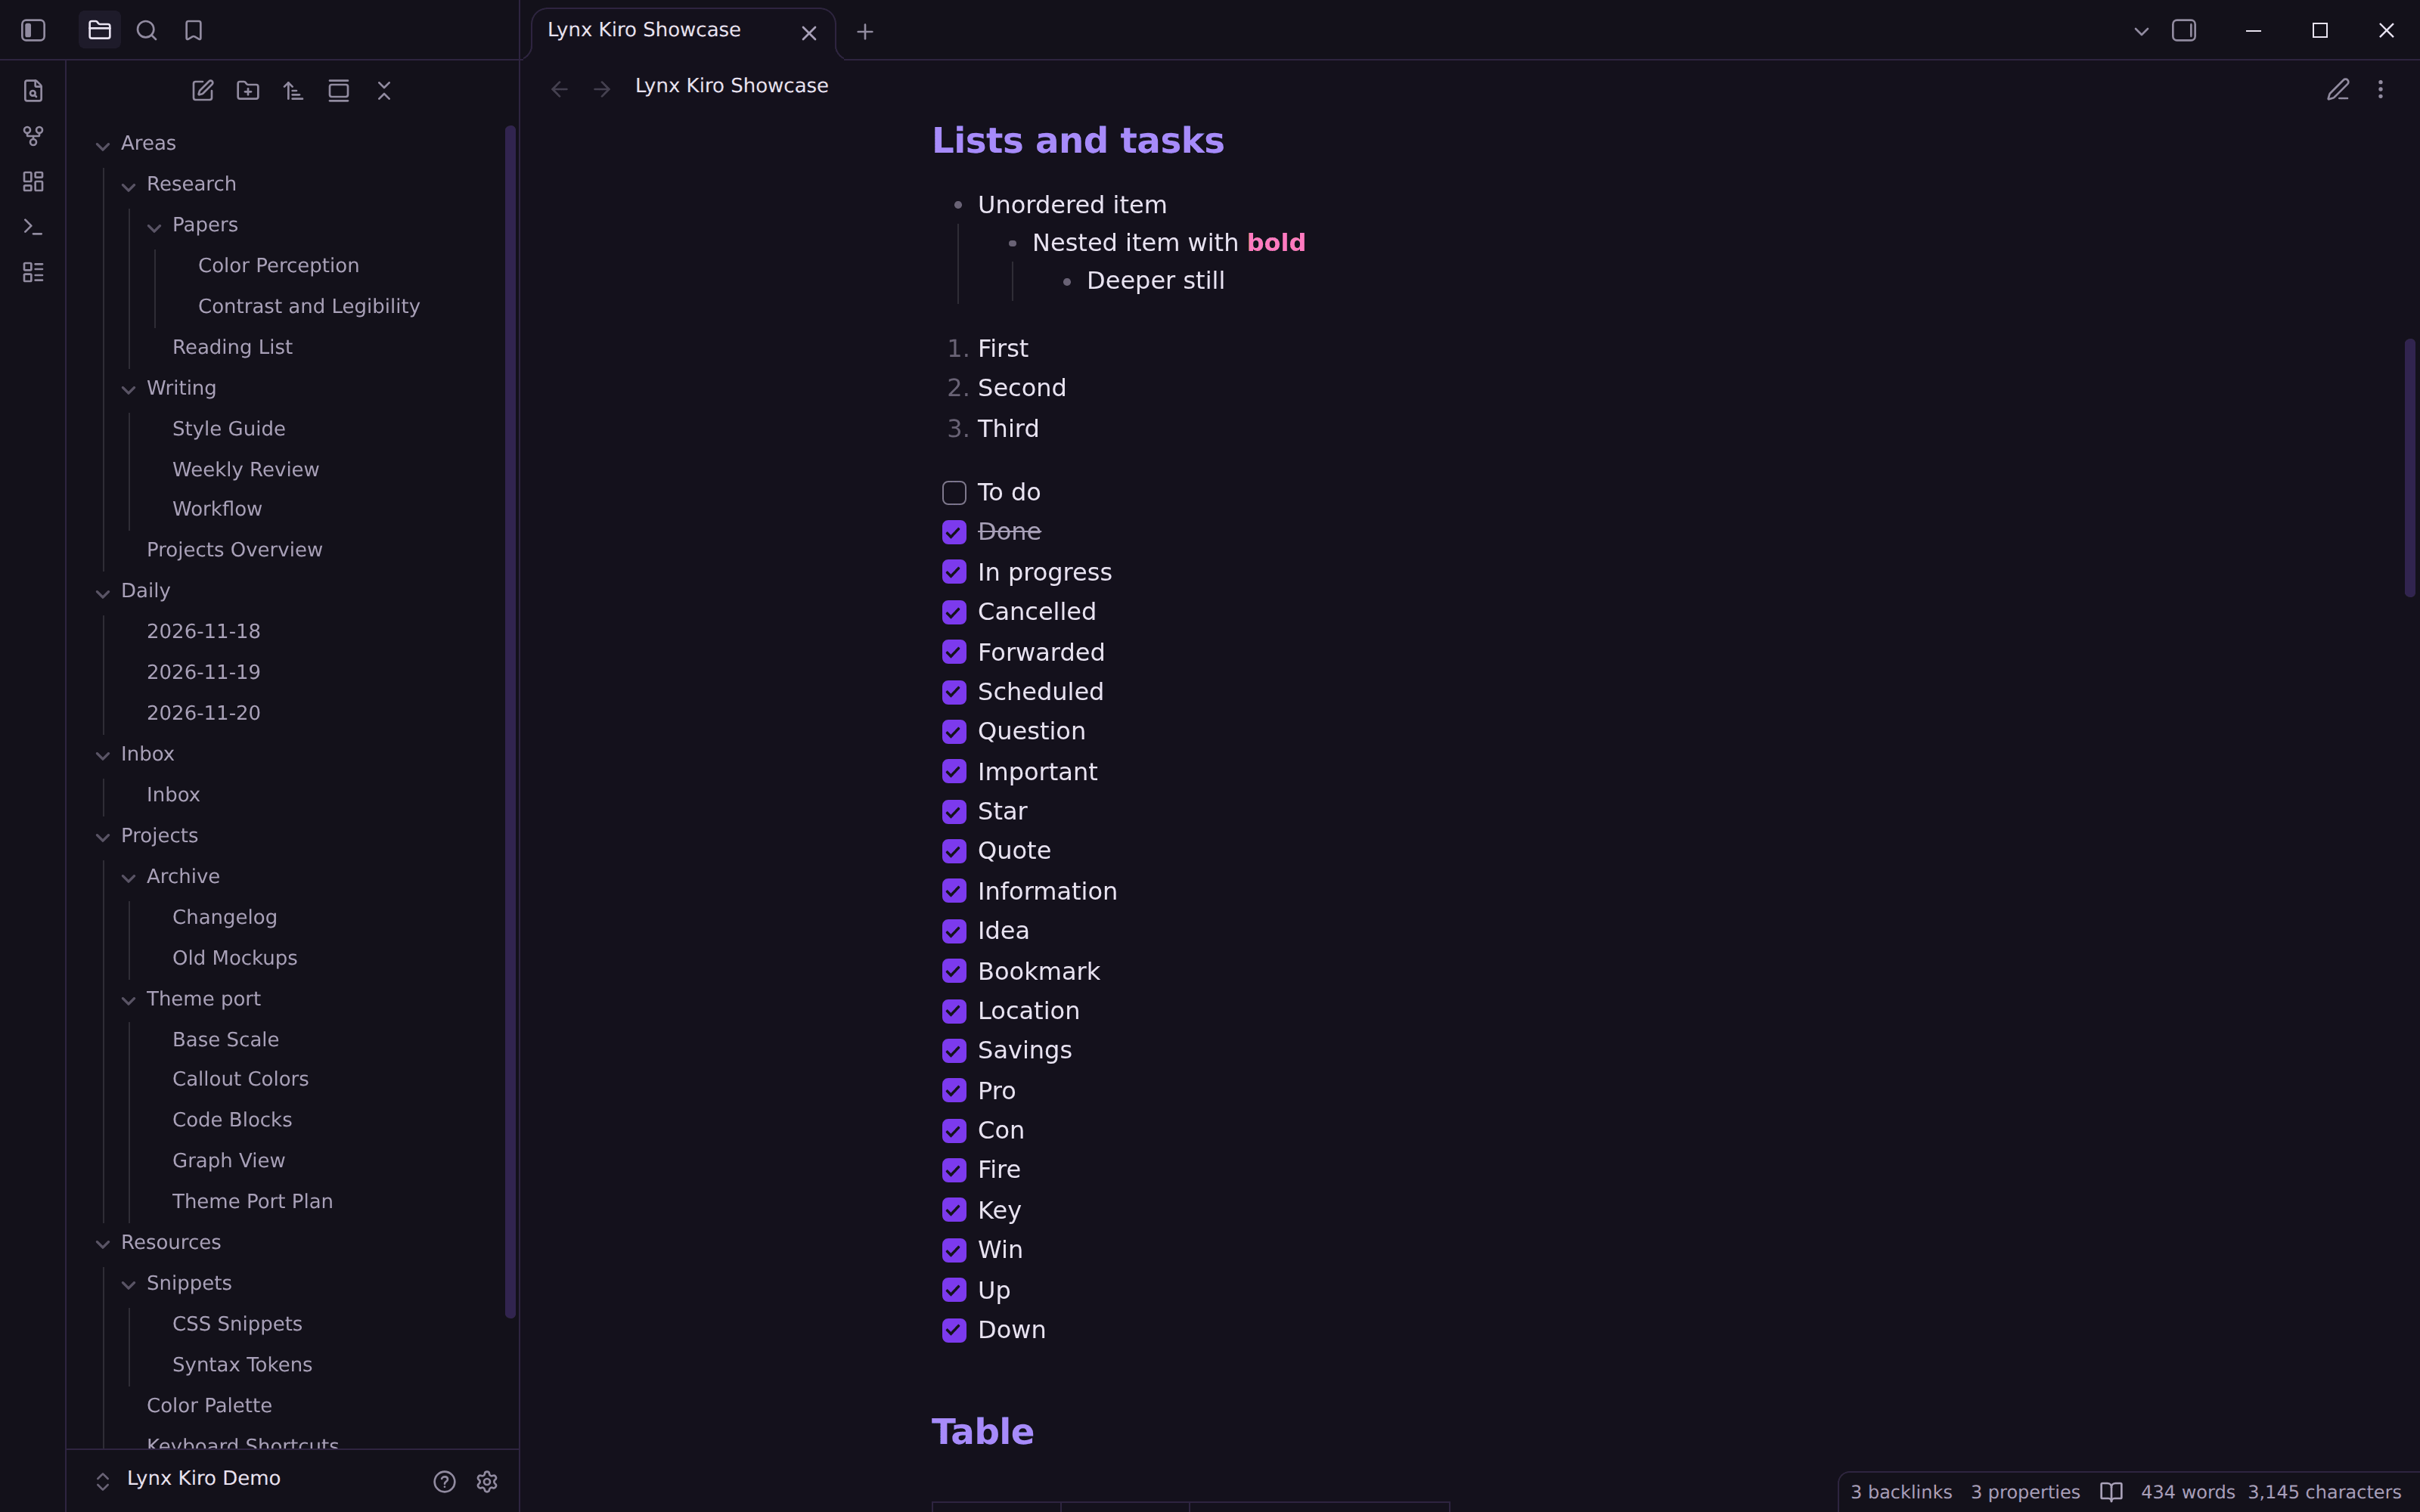 Lynx Kiro Showcase
Lynx Kiro Showcase
Areas
Research
Papers
Color Perception
Contrast and Legibility
Reading List
Writing
Style Guide
Weekly Review
Workflow
Projects Overview
Daily
2026-11-18
2026-11-19
2026-11-20
Inbox
Inbox
Projects
Archive
Changelog
Old Mockups
Theme port
Base Scale
Callout Colors
Code Blocks
Graph View
Theme Port Plan
Resources
Snippets
CSS Snippets
Syntax Tokens
Color Palette
Keyboard Shortcuts
Lynx Kiro Demo
Lists and tasks
Unordered item
Nested item with bold
Deeper still
1. First
2. Second
3. Third
To do
Done
In progress
Cancelled
Forwarded
Scheduled
Question
Important
Star
Quote
Information
Idea
Bookmark
Location
Savings
Pro
Con
Fire
Key
Win
Up
Down
Table
3 backlinks 3 properties 434 words 3,145 characters